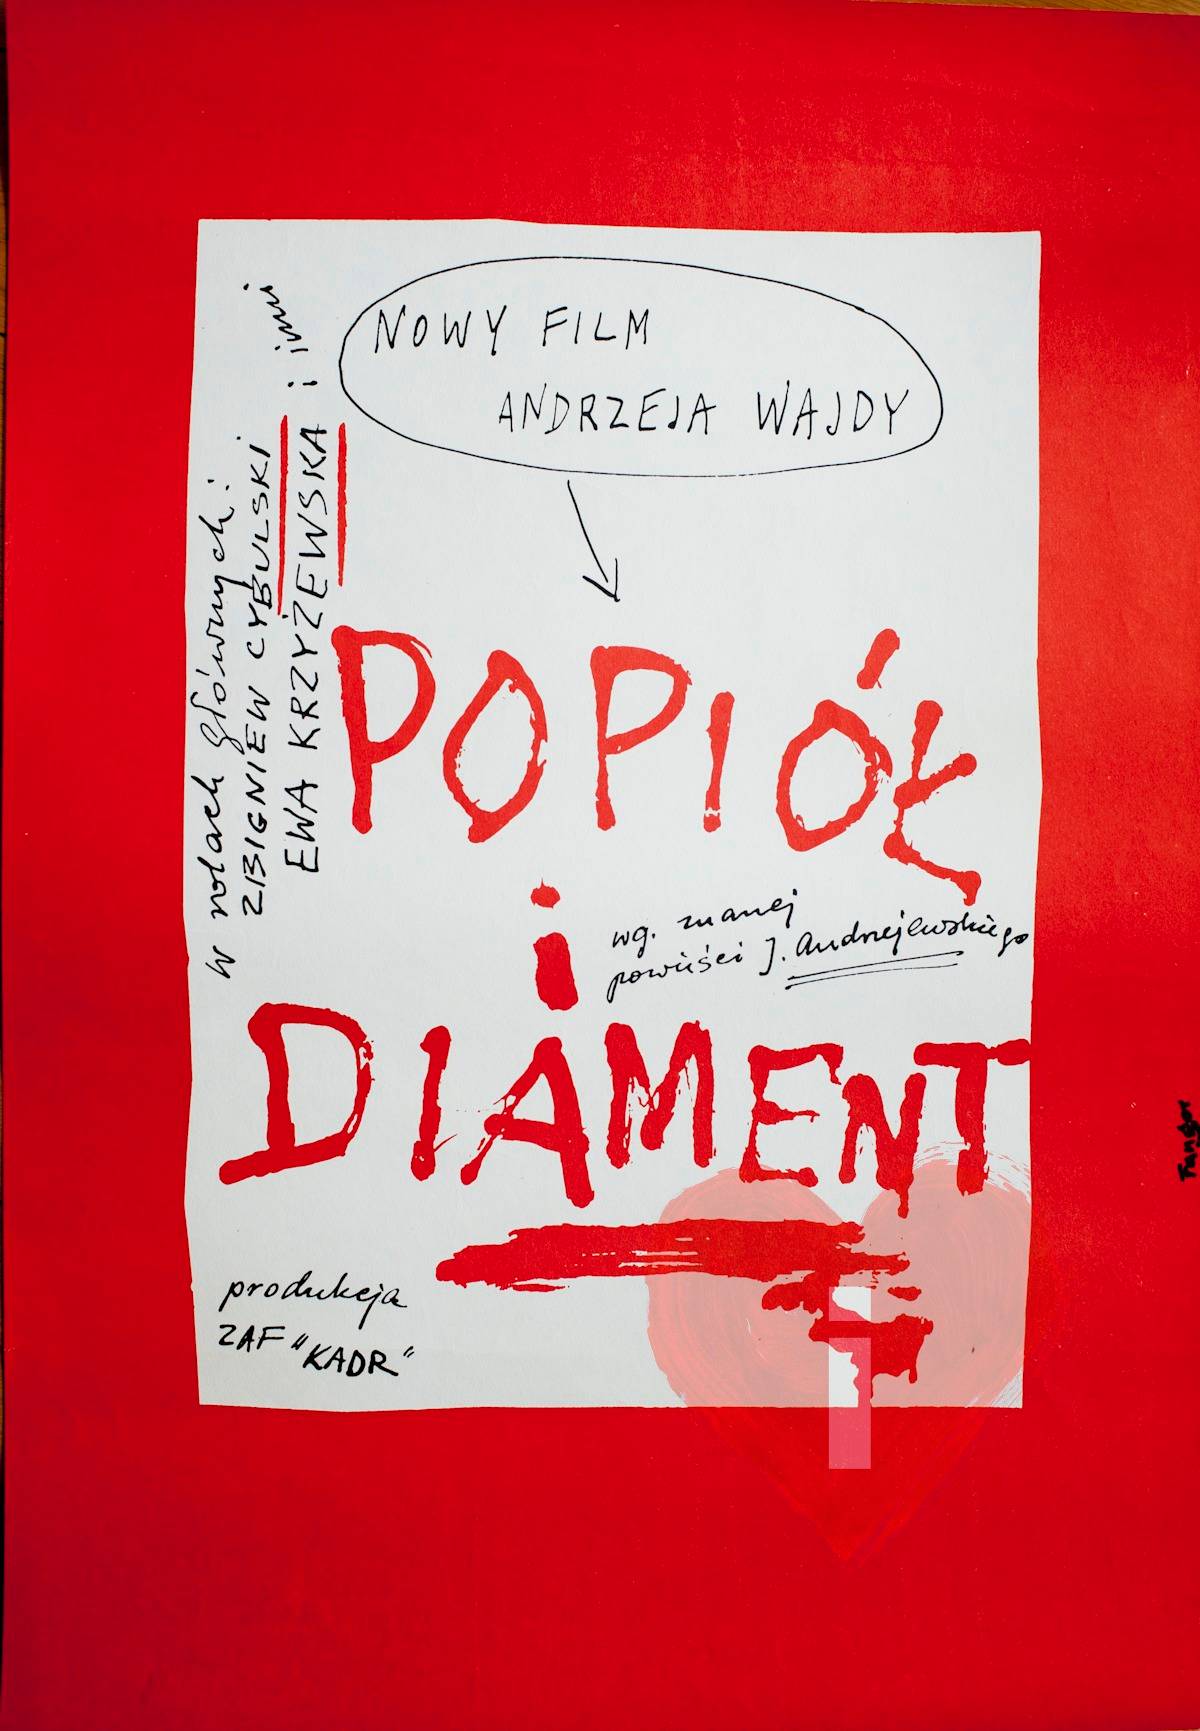 NOWY FILM
ANDRZEJA WAJDY
w rolach głównych:
ZBIGNIEW CYBULSKI
EWA KRZYŻEWSKA i inni
POPIÓŁ
i
wg. znanej
powieści J. Andrzejewskiego
DIAMENT
produkcja
ZAF "KADR"
Fangor
i